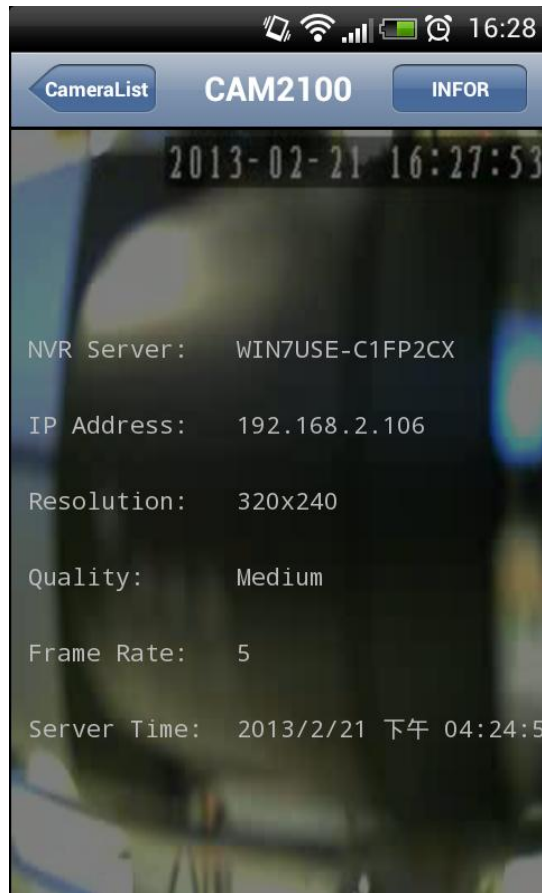 16:28
CameraList CAM2100 INFOR
2013-02-21 16:27:53
NVR Server: WIN7USE-C1FP2CX
IP Address: 192.168.2.106
Resolution: 320x240
Quality: Medium
Frame Rate: 5
Server Time: 2013/2/21 下午 04:24:5